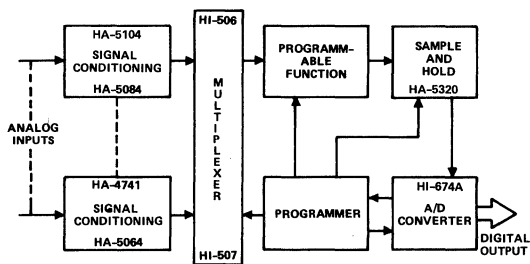 HA-5104
SIGNAL
CONDITIONING
HA-5084
ANALOG
INPUTS
HA-4741
SIGNAL
CONDITIONING
HA-5064
HI-506
MULTIPLEXER
HI-507
PROGRAMM-
ABLE
FUNCTION
SAMPLE
AND
HOLD
HA-5320
PROGRAMMER
HI-674A
A/D
CONVERTER
DIGITAL
OUTPUT